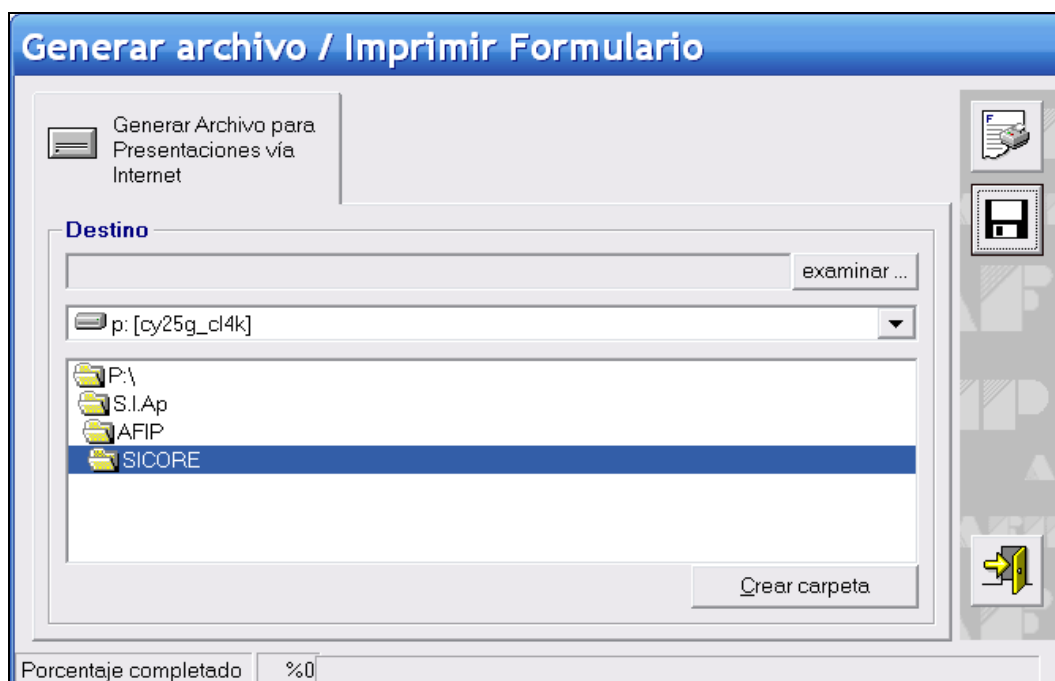 Generar archivo / Imprimir Formulario
Generar Archivo para
Presentaciones vía
Internet
Destino
examinar ...
p: [cy25g_cl4k]
P:\
S.I.Ap
AFIP
SICORE
Crear carpeta
Porcentaje completado %0